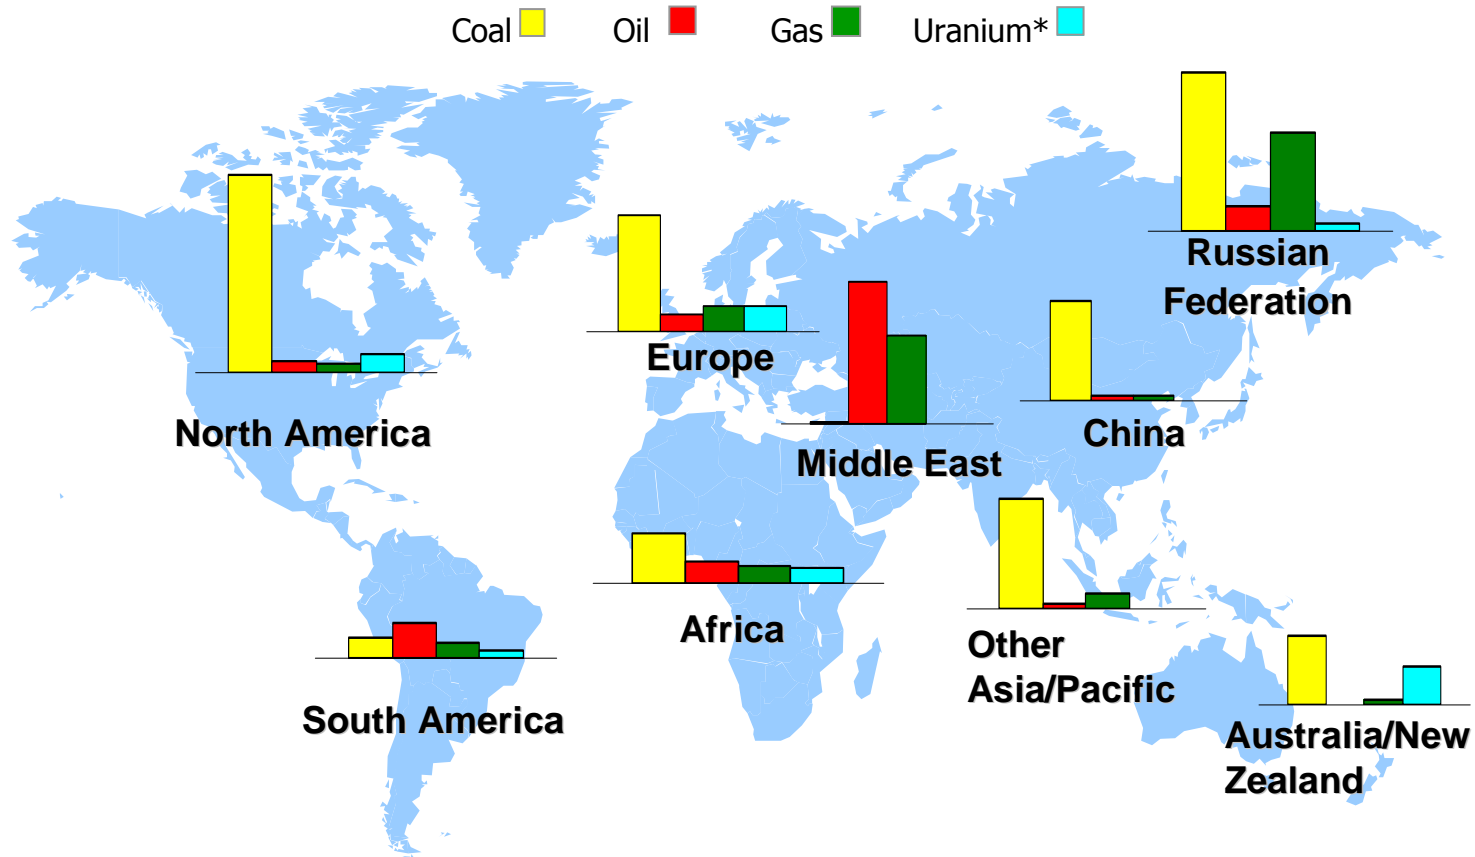 Coal Oil Gas Uranium*
Russian
Federation
Europe
North America
China
Middle East
Africa
Other
Asia/Pacific
South America
Australia/New
Zealand